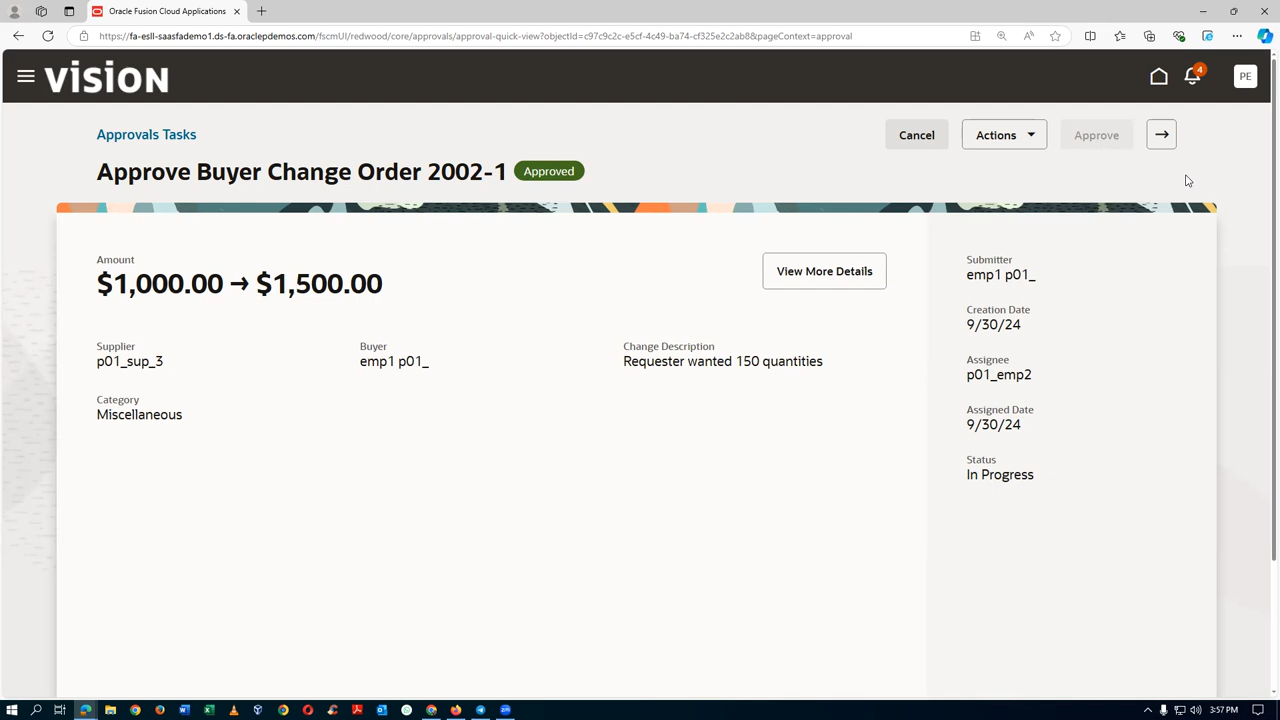 Oracle Fusion Cloud Applications
https://fa-esll-saasfademo1.ds-fa.oraclepdemos.com/fscmUI/redwood/core/approvals/approval-quick-view?objectId=c97c9c2c-e5cf-4c49-ba74-cf325e2c2ab8&pageContext=approval
vision
4
PE
Approvals Tasks
Cancel
Actions
Approve
Approve Buyer Change Order 2002-1
Approved
Amount
$1,000.00 → $1,500.00
View More Details
Supplier
p01_sup_3
Buyer
emp1 p01_
Change Description
Requester wanted 150 quantities
Category
Miscellaneous
Submitter
emp1 p01_
Creation Date
9/30/24
Assignee
p01_emp2
Assigned Date
9/30/24
Status
In Progress
3:57 PM